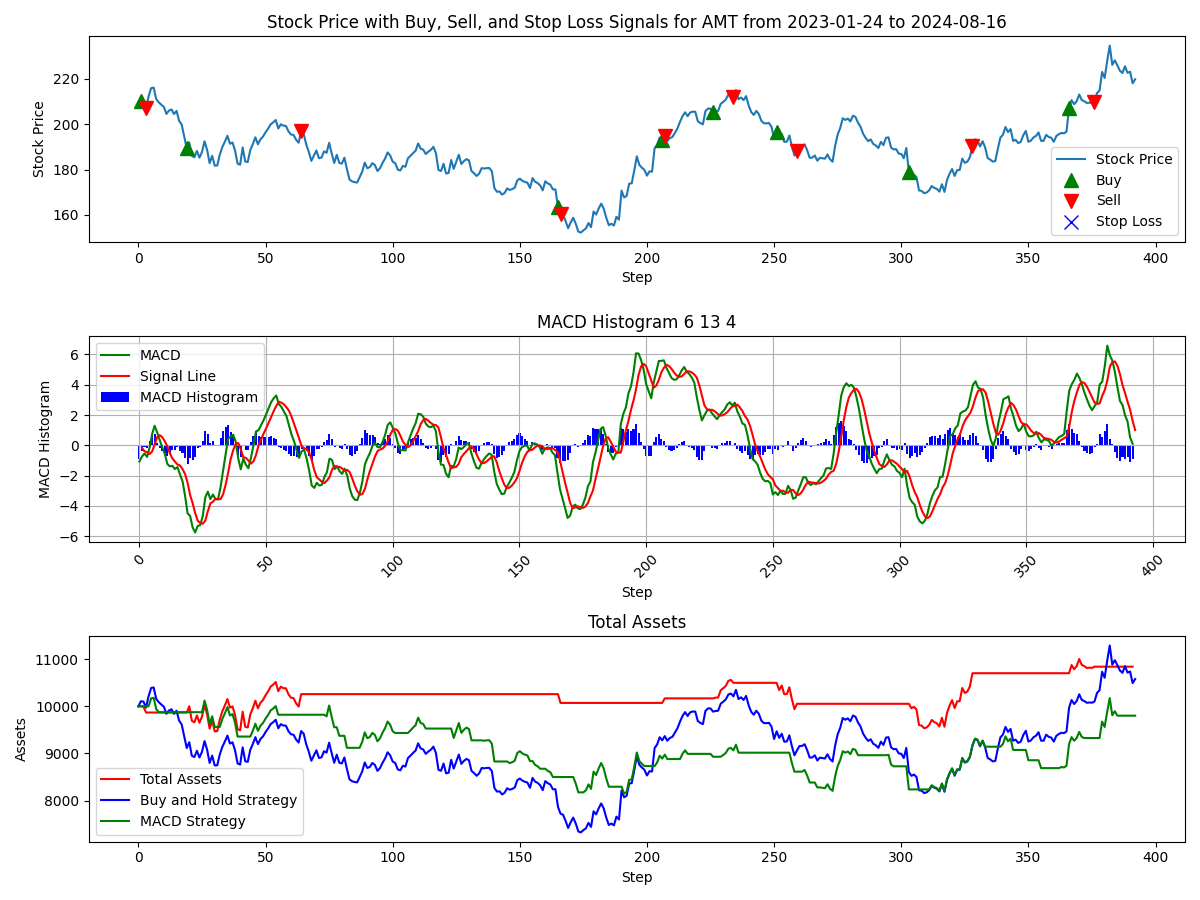 Stock Price with Buy, Sell, and Stop Loss Signals for AMT from 2023-01-24 to 2024-08-16
Stock Price
220
200
180
160
Stock Price
Buy
Sell
Stop Loss
0 50 100 150 200 250 300 350 400
Step
MACD Histogram 6 13 4
MACD Histogram
6
4
2
0
−2
−4
−6
MACD
Signal Line
MACD Histogram
0 50 100 150 200 250 300 350 400
Step
Total Assets
Assets
11000
10000
9000
8000
Total Assets
Buy and Hold Strategy
MACD Strategy
0 50 100 150 200 250 300 350 400
Step